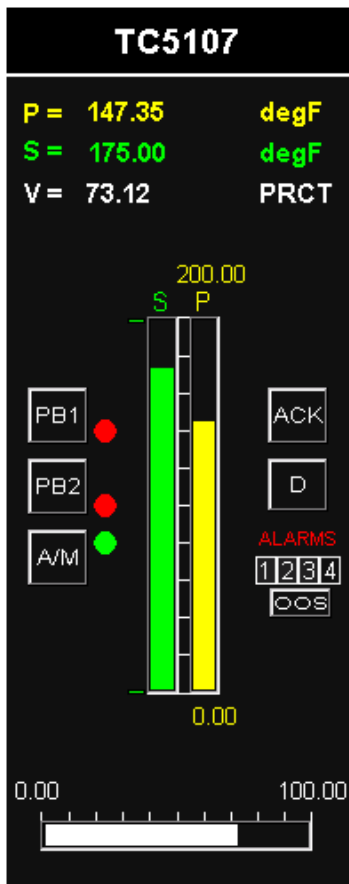 TC5107
P = 147.35 degF
S = 175.00 degF
V = 73.12 PRCT
200.00
S P
PB1
ACK
PB2
D
A/M
ALARMS
1 2 3 4
OOS
0.00
0.00 100.00